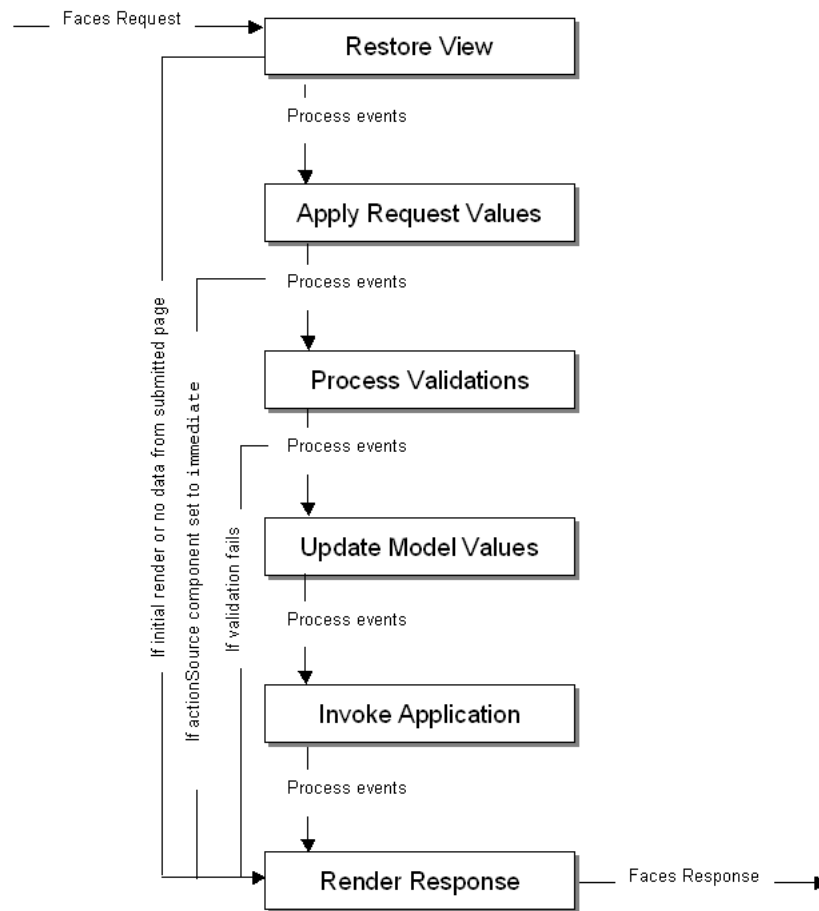 Faces Request
Restore View
Process events
Apply Request Values
Process events
Process Validations
Process events
Update Model Values
Process events
Invoke Application
Process events
Render Response
Faces Response
If initial render or no data from submitted page
If actionSource component set to immediate
If validation fails